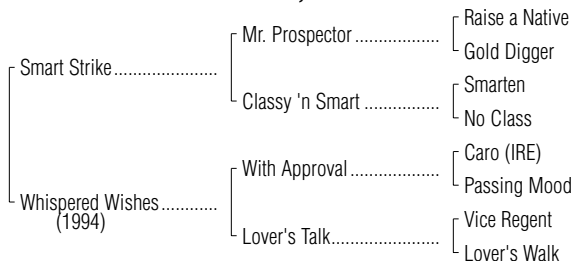 Raise a Native
Mr. Prospector
Gold Digger
Smart Strike
Smarten
Classy 'n Smart
No Class
Caro (IRE)
With Approval
Passing Mood
Whispered Wishes
(1994)
Vice Regent
Lover's Talk
Lover's Walk